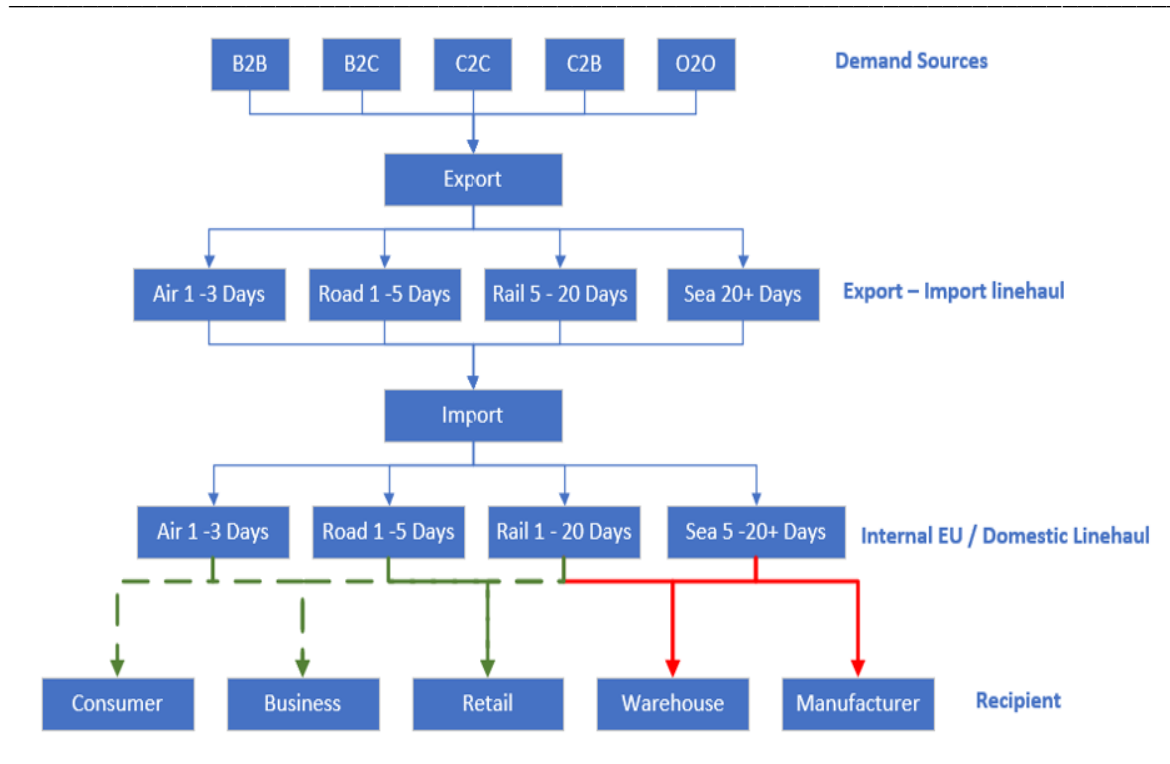 B2B B2C C2C C2B O2O Demand Sources
Export
Air 1 -3 Days Road 1 -5 Days Rail 5 - 20 Days Sea 20+ Days Export – Import linehaul
Import
Air 1 -3 Days Road 1 -5 Days Rail 1 - 20 Days Sea 5 -20+ Days Internal EU / Domestic Linehaul
Consumer Business Retail Warehouse Manufacturer Recipient